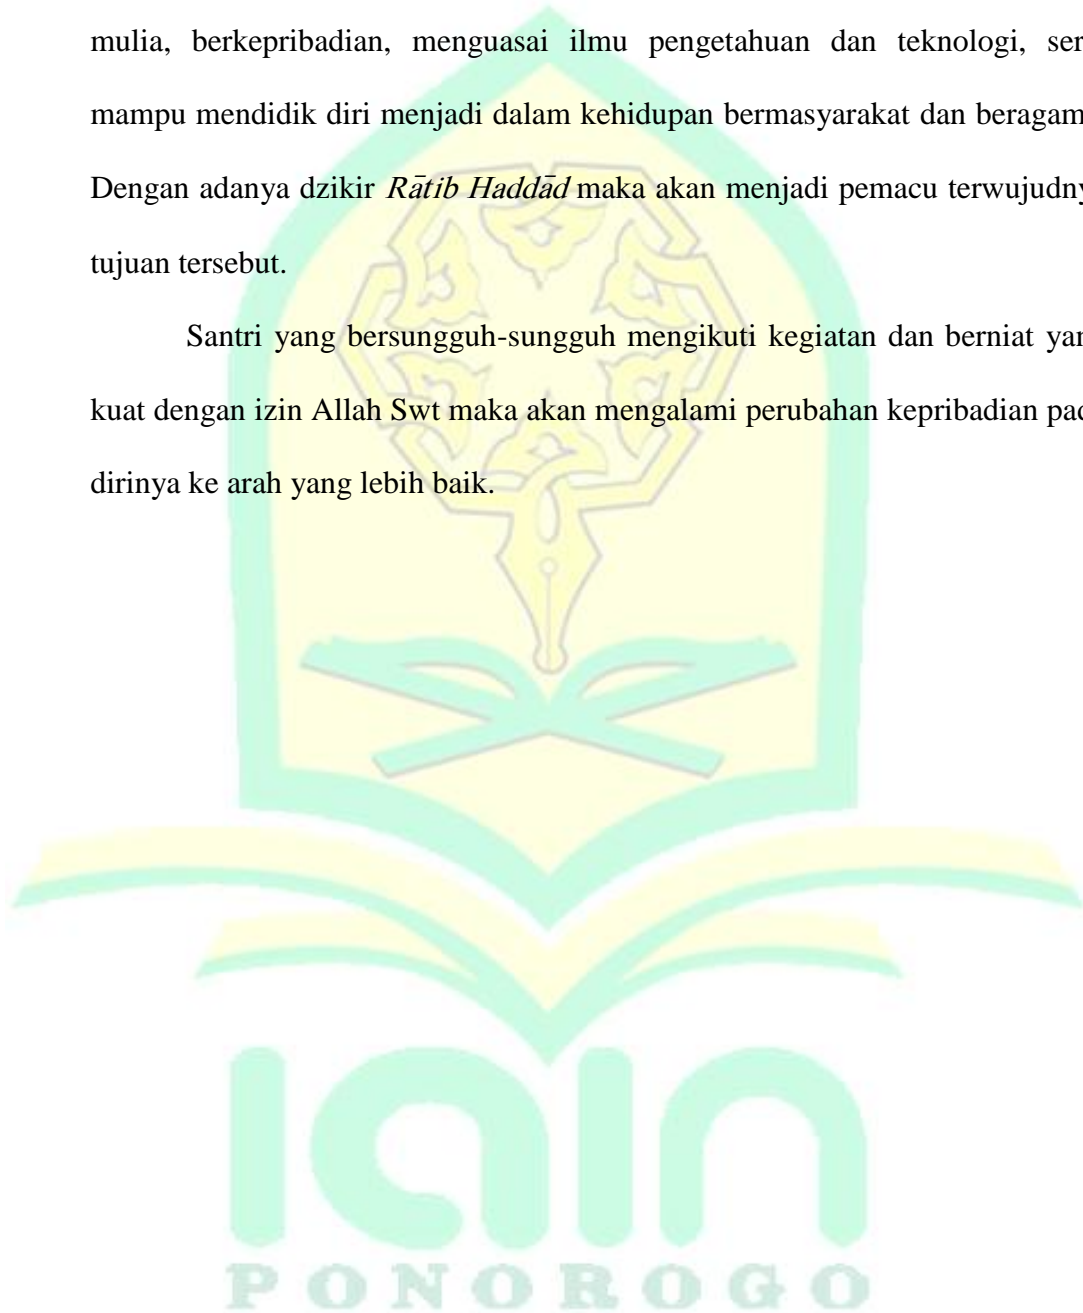 mulia, berkepribadian, menguasai ilmu pengetahuan dan teknologi, ser
mampu mendidik diri menjadi dalam kehidupan bermasyarakat dan beragam
Dengan adanya dzikir Rātib Haddād maka akan menjadi pemacu terwujudny
tujuan tersebut.
Santri yang bersungguh-sungguh mengikuti kegiatan dan berniat yan
kuat dengan izin Allah Swt maka akan mengalami perubahan kepribadian pad
dirinya ke arah yang lebih baik.
iain
PONOROGO